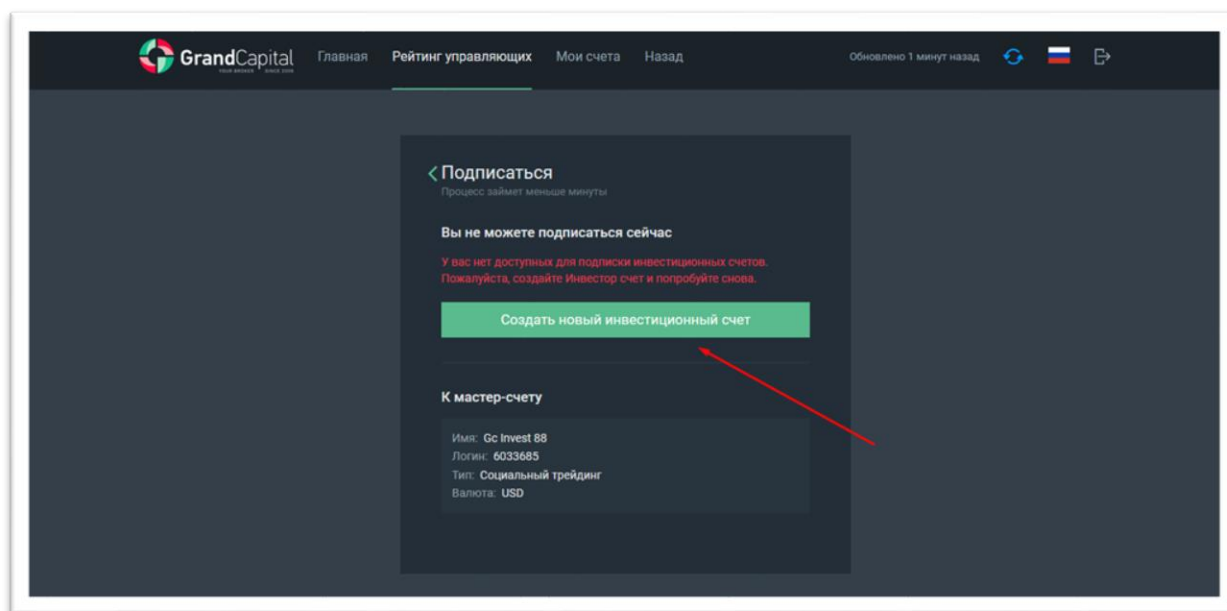 GrandCapital
YOUR BROKER SINCE 2006
Главная Рейтинг управляющих Мои счета Назад Обновлено 1 минут назад
Подписаться
Процесс займет меньше минуты
Вы не можете подписаться сейчас
У вас нет доступных для подписки инвестиционных счетов.
Пожалуйста, создайте Инвестор счет и попробуйте снова.
Создать новый инвестиционный счет
К мастер-счету
Имя: Gc Invest 88
Логин: 6033685
Тип: Социальный трейдинг
Валюта: USD